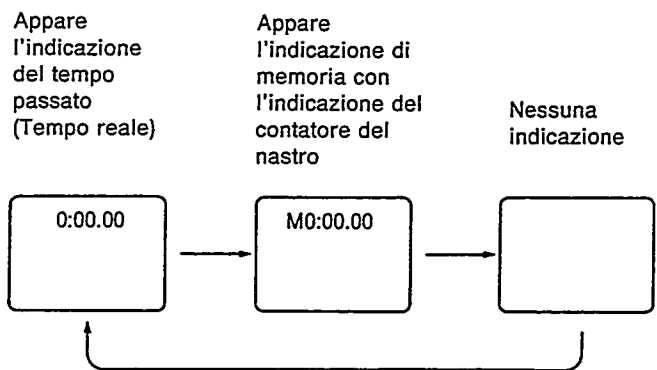 Appare
l'indicazione
del tempo
passato
(Tempo reale)
Appare
l'indicazione di
memoria con
l'indicazione del
contatore del
nastro
Nessuna
indicazione
0:00.00
M0:00.00